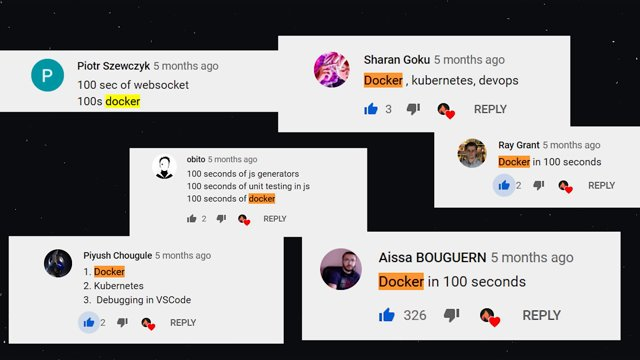 P
Piotr Szewczyk 5 months ago
100 sec of websocket
100s docker
Sharan Goku 5 months ago
Docker , kubernetes, devops
3 REPLY
Ray Grant 5 months ago
Docker in 100 seconds
2 REPLY
obito 5 months ago
100 seconds of js generators
100 seconds of unit testing in js
100 seconds of docker
2 REPLY
Piyush Chougule 5 months ago
1. Docker
2. Kubernetes
3. Debugging in VSCode
2 REPLY
Aissa BOUGUERN 5 months ago
Docker in 100 seconds
326 REPLY